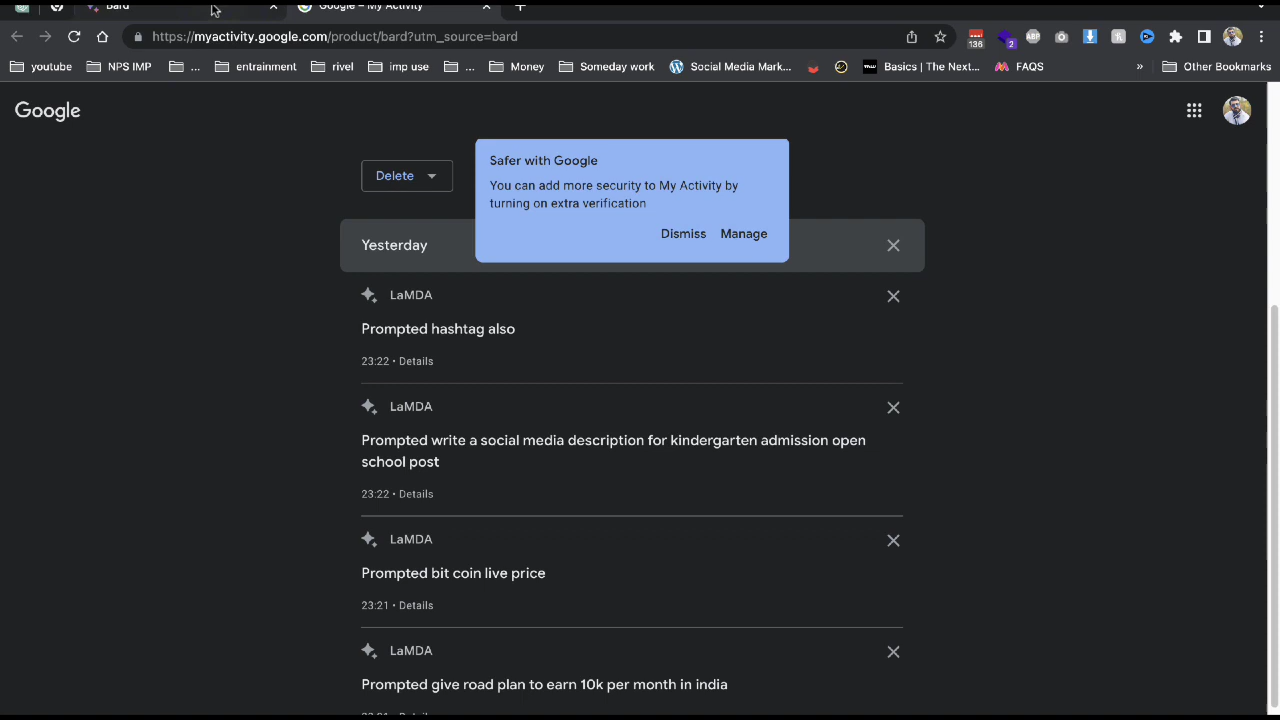 Bard
Google – My Activity
https://myactivity.google.com/product/bard?utm_source=bard
136
2
ABP
youtube
NPS IMP
...
entrainment
rivel
imp use
...
Money
Someday work
Social Media Mark...
Basics | The Next...
FAQS
»
Other Bookmarks
Google
Delete
Safer with Google
You can add more security to My Activity by
turning on extra verification
Dismiss
Manage
Yesterday
LaMDA
Prompted hashtag also
23:22 • Details
LaMDA
Prompted write a social media description for kindergarten admission open
school post
23:22 • Details
LaMDA
Prompted bit coin live price
23:21 • Details
LaMDA
Prompted give road plan to earn 10k per month in india